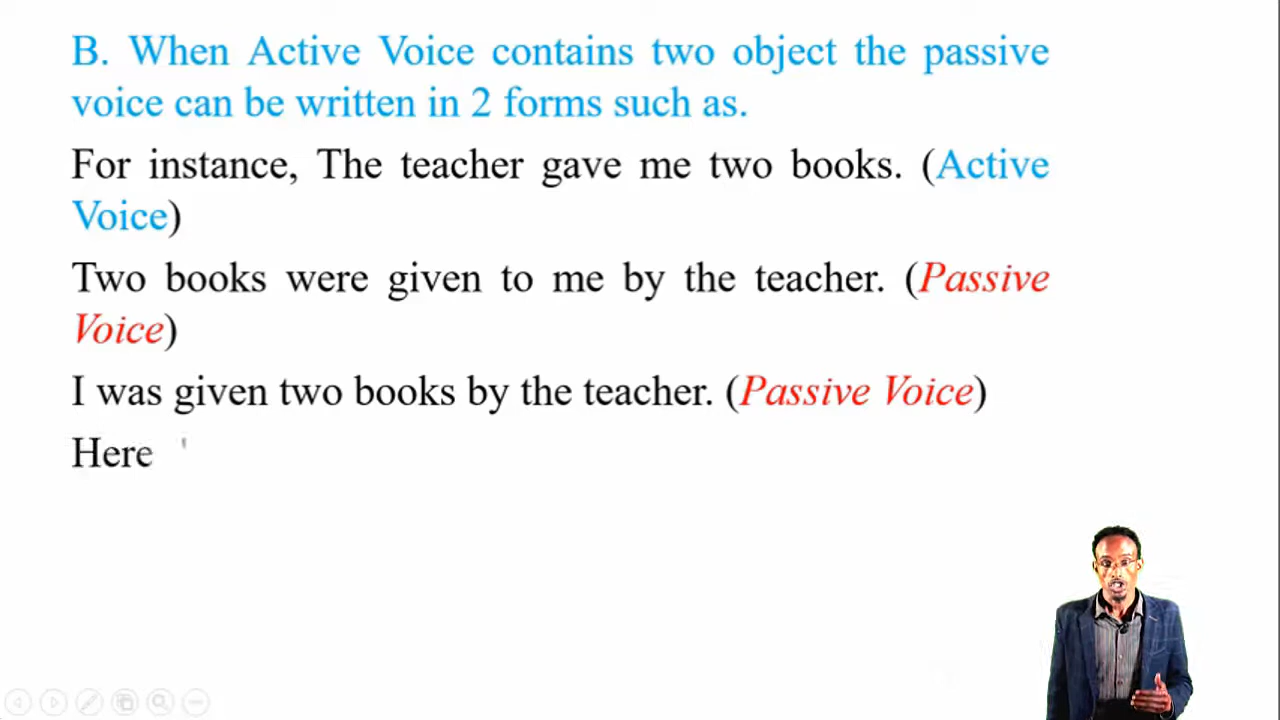 B. When Active Voice contains two object the passive
voice can be written in 2 forms such as.
For instance, The teacher gave me two books. (Active
Voice)
Two books were given to me by the teacher. (Passive
Voice)
I was given two books by the teacher. (Passive Voice)
Here '